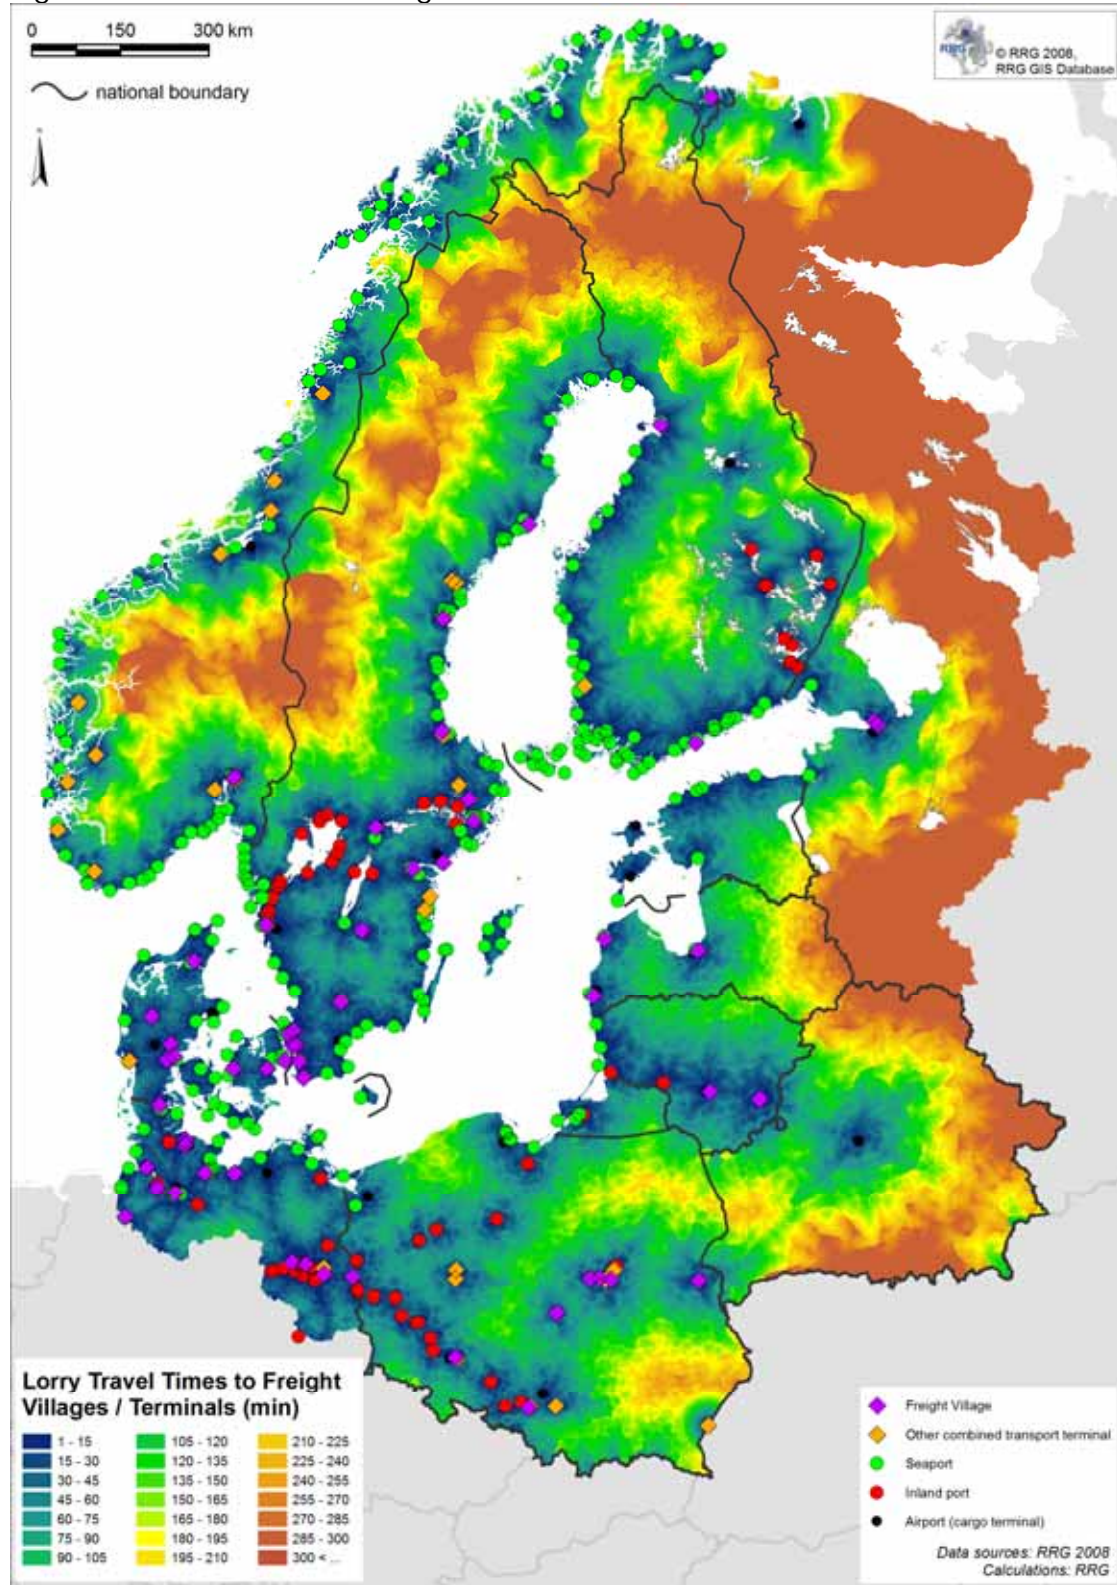 0 150 300 km
national boundary
RRG
© RRG 2008,
RRG GIS Database
Lorry Travel Times to Freight
Villages / Terminals (min)
1 - 15 105 - 120 210 - 225
15 - 30 120 - 135 225 - 240
30 - 45 135 - 150 240 - 255
45 - 60 150 - 165 255 - 270
60 - 75 165 - 180 270 - 285
75 - 90 180 - 195 285 - 300
90 - 105 195 - 210 300 < ...
Freight Village
Other combined transport terminal
Seaport
Inland port
Airport (cargo terminal)
Data sources: RRG 2008
Calculations: RRG